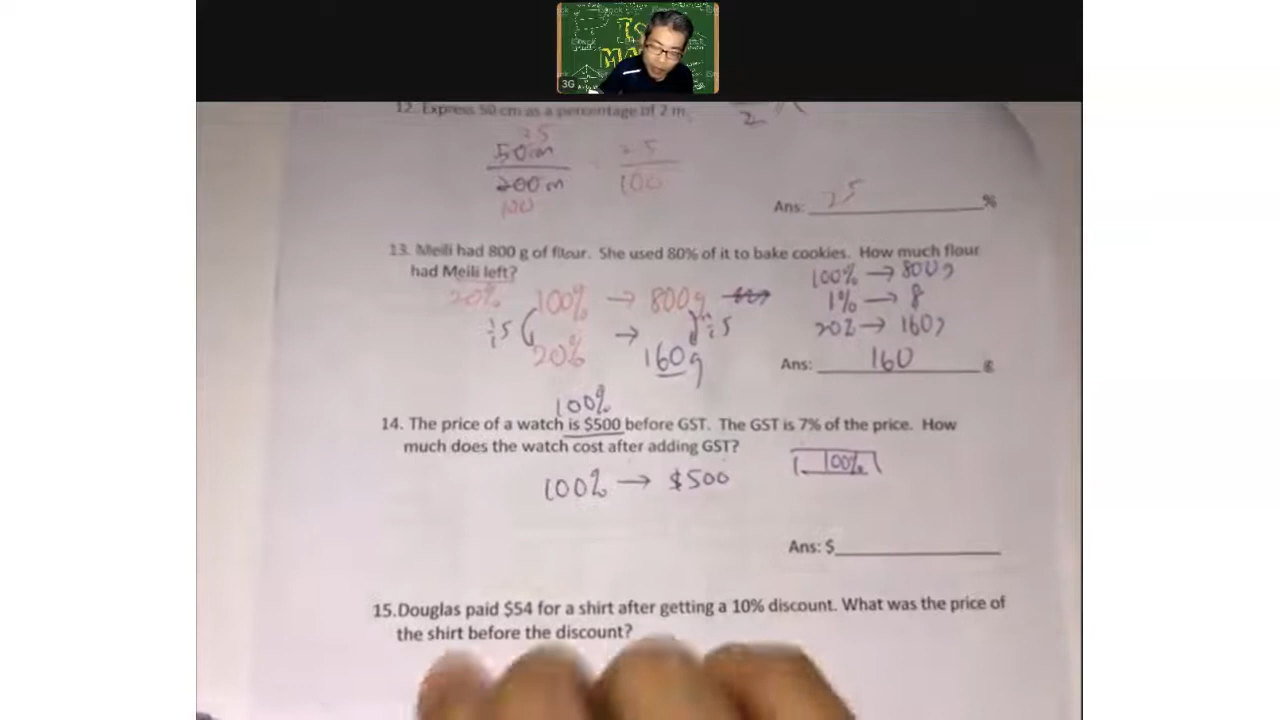 3G
12. Express 50 cm as a percentage of 2 m.
2
25
50cm
25
200m
100
100
Ans: 25 %
13. Meili had 800 g of flour. She used 80% of it to bake cookies. How much flour
had Meili left?
100% → 800g
20% 100% → 800g
1% → 8
÷5 ÷5
20% → 160g
20% → 160g
Ans: 160 g
100%
14. The price of a watch is $500 before GST. The GST is 7% of the price. How
much does the watch cost after adding GST?
100%
100% → $500
Ans: $
15.Douglas paid $54 for a shirt after getting a 10% discount. What was the price of
the shirt before the discount?